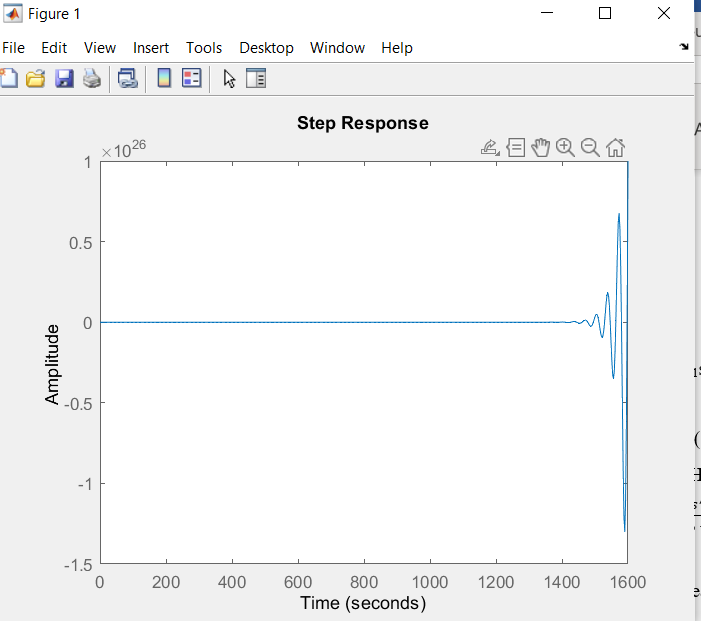 Figure 1
File Edit View Insert Tools Desktop Window Help
Step Response
×10^26
1
0.5
0
-0.5
-1
-1.5
Amplitude
0 200 400 600 800 1000 1200 1400 1600
Time (seconds)